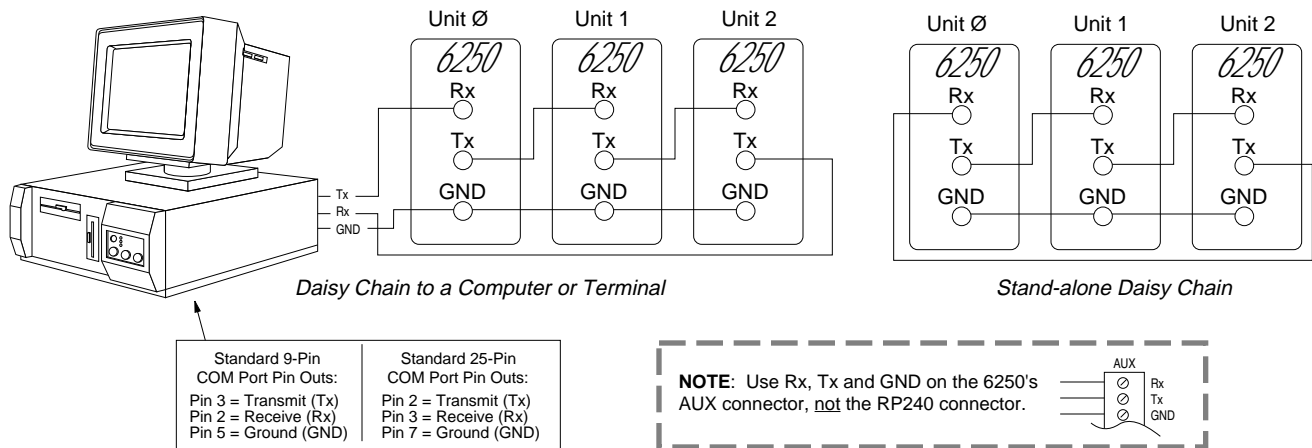 Unit Ø
Unit 1
Unit 2
6250
6250
6250
Rx
Rx
Rx
Tx
Tx
Tx
GND
GND
GND
Tx
Rx
GND
Daisy Chain to a Computer or Terminal
Unit Ø
Unit 1
Unit 2
6250
6250
6250
Rx
Rx
Rx
Tx
Tx
Tx
GND
GND
GND
Stand-alone Daisy Chain
Standard 9-Pin
COM Port Pin Outs:
Pin 3 = Transmit (Tx)
Pin 2 = Receive (Rx)
Pin 5 = Ground (GND)
Standard 25-Pin
COM Port Pin Outs:
Pin 2 = Transmit (Tx)
Pin 3 = Receive (Rx)
Pin 7 = Ground (GND)
NOTE: Use Rx, Tx and GND on the 6250's
AUX connector, not the RP240 connector.
AUX
Rx
Tx
GND